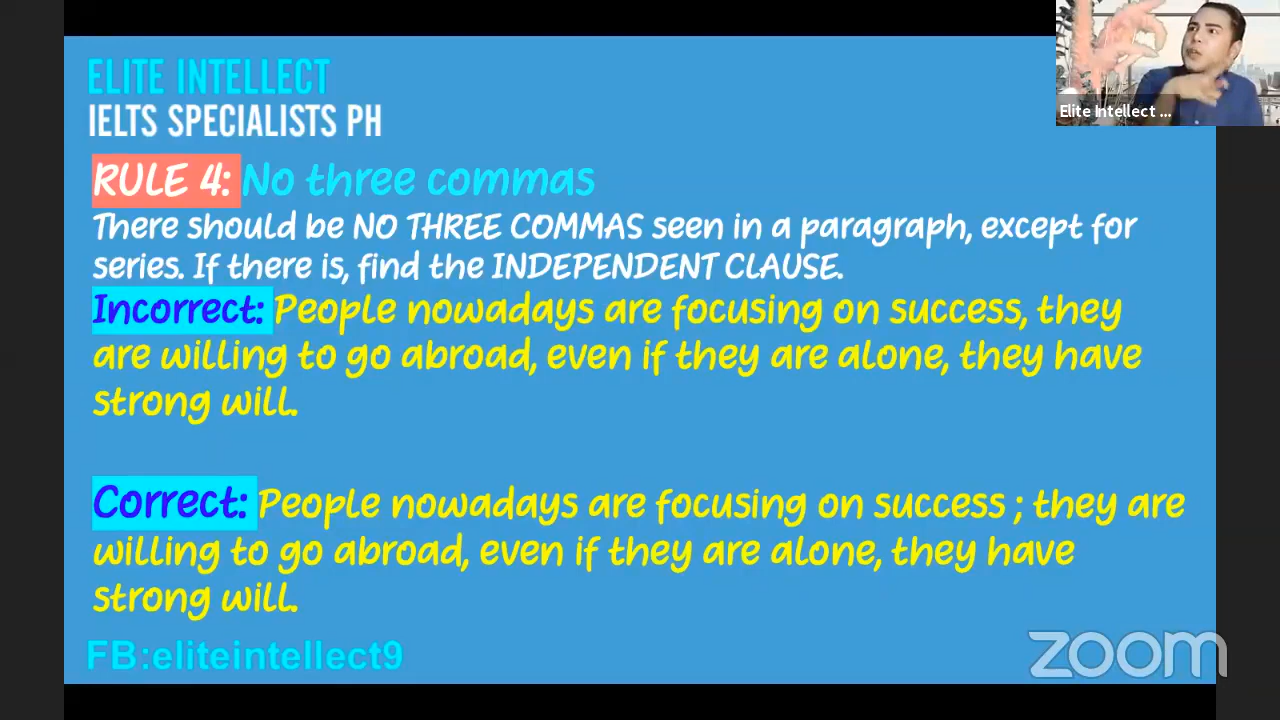 ELITE INTELLECT
IELTS SPECIALISTS PH
Elite Intellect ...
RULE 4: No three commas
There should be NO THREE COMMAS seen in a paragraph, except for
series. If there is, find the INDEPENDENT CLAUSE.
Incorrect: People nowadays are focusing on success, they
are willing to go abroad, even if they are alone, they have
strong will.
Correct: People nowadays are focusing on success ; they are
willing to go abroad, even if they are alone, they have
strong will.
FB:eliteintellect9
zoom